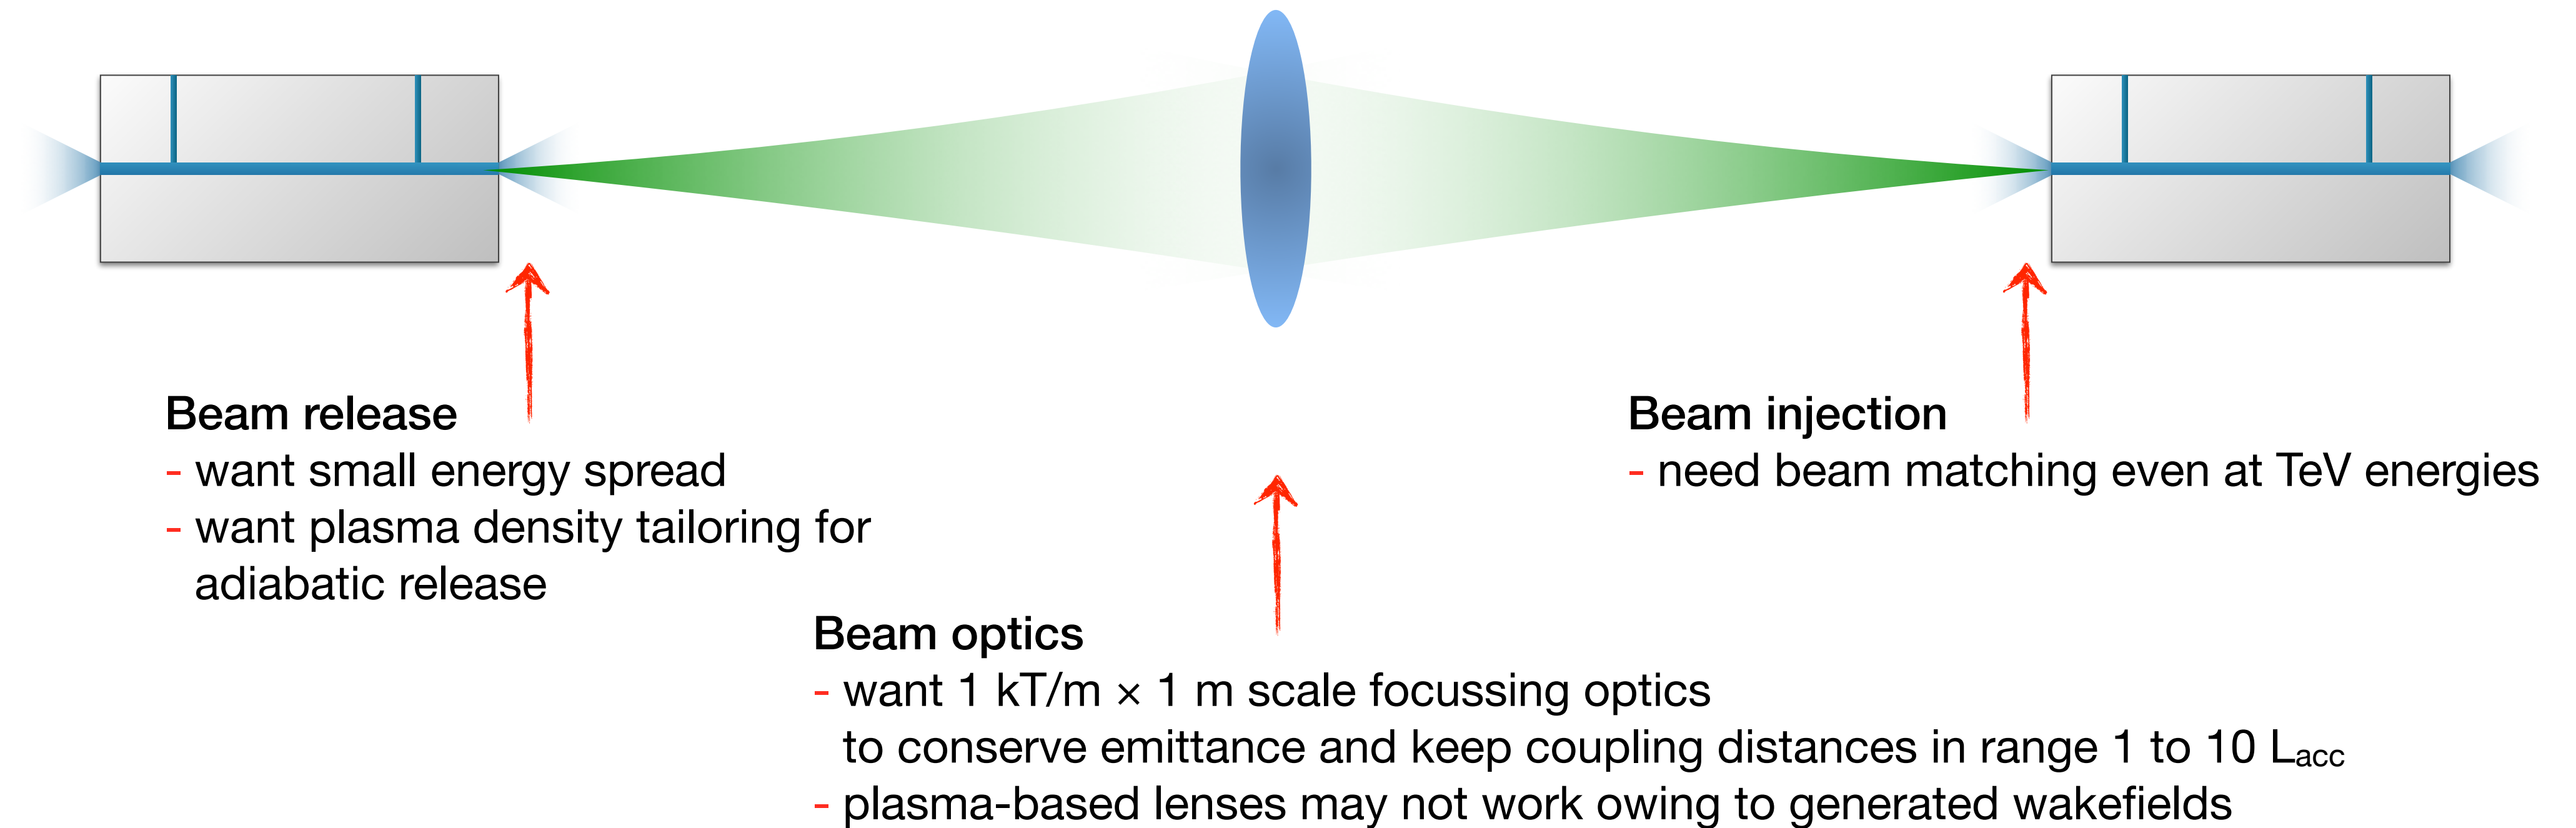 Beam release
- want small energy spread
- want plasma density tailoring for
adiabatic release
Beam optics
- want 1 kT/m × 1 m scale focussing optics
to conserve emittance and keep coupling distances in range 1 to 10 Lacc
- plasma-based lenses may not work owing to generated wakefields
Beam injection
- need beam matching even at TeV energies